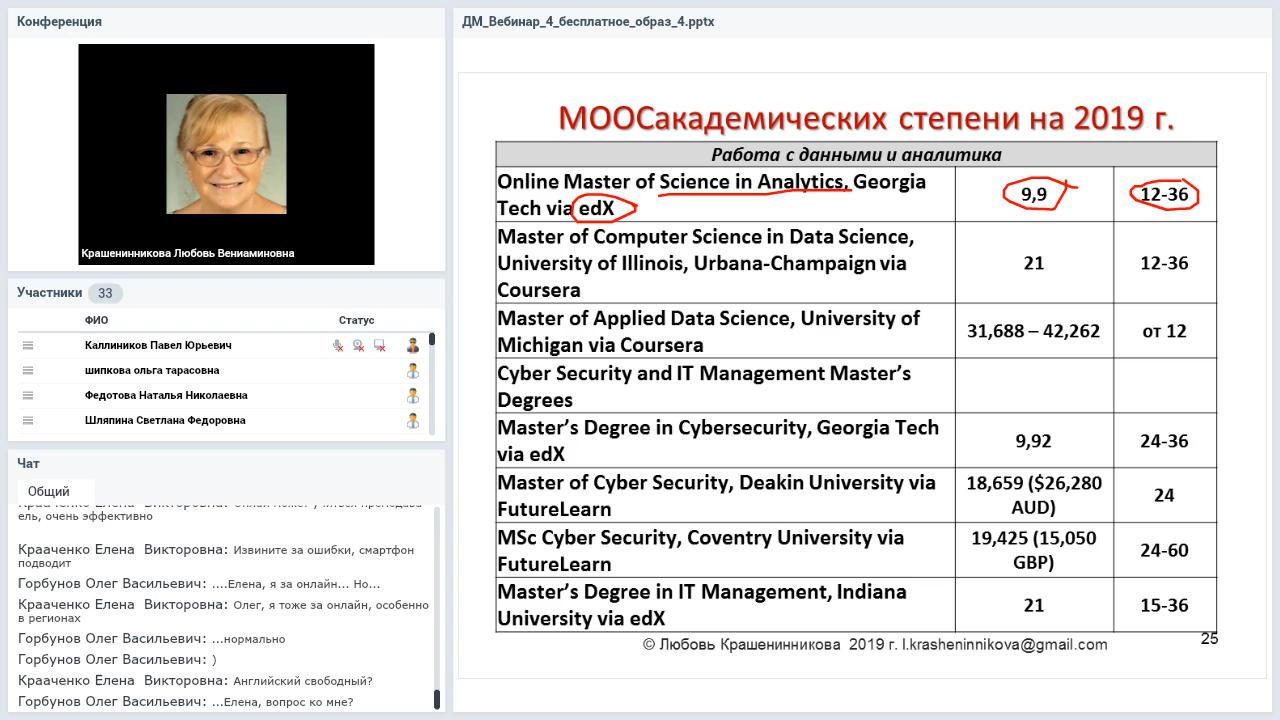 Конференция
Крашенинникова Любовь Вениаминовна
Участники 33
ФИО Статус
Каллиников Павел Юрьевич
шипкова ольга тарасовна
Федотова Наталья Николаевна
Шляпина Светлана Федоровна
Чат
Общий
ель, очень эффективно
Крааченко Елена Викторовна: Извините за ошибки, смартфон
подводит
Горбунов Олег Васильевич: ....Елена, я за онлайн... Но...
Крааченко Елена Викторовна: Олег, я тоже за онлайн, особенно
в регионах
Горбунов Олег Васильевич: ...нормально
Горбунов Олег Васильевич: )
Крааченко Елена Викторовна: Английский свободный?
Горбунов Олег Васильевич: ...Елена, вопрос ко мне?
ДМ_Вебинар_4_бесплатное_образ_4.pptx
МООСакадемических степени на 2019 г.
Работа с данными и аналитика
Online Master of Science in Analytics, Georgia
Tech via edX
9,9
12-36
Master of Computer Science in Data Science,
University of Illinois, Urbana-Champaign via
Coursera
21
12-36
Master of Applied Data Science, University of
Michigan via Coursera
31,688 – 42,262
от 12
Cyber Security and IT Management Master’s
Degrees
Master’s Degree in Cybersecurity, Georgia Tech
via edX
9,92
24-36
Master of Cyber Security, Deakin University via
FutureLearn
18,659 ($26,280
AUD)
24
MSc Cyber Security, Coventry University via
FutureLearn
19,425 (15,050
GBP)
24-60
Master’s Degree in IT Management, Indiana
University via edX
21
15-36
© Любовь Крашенинникова 2019 г. l.krasheninnikova@gmail.com
25